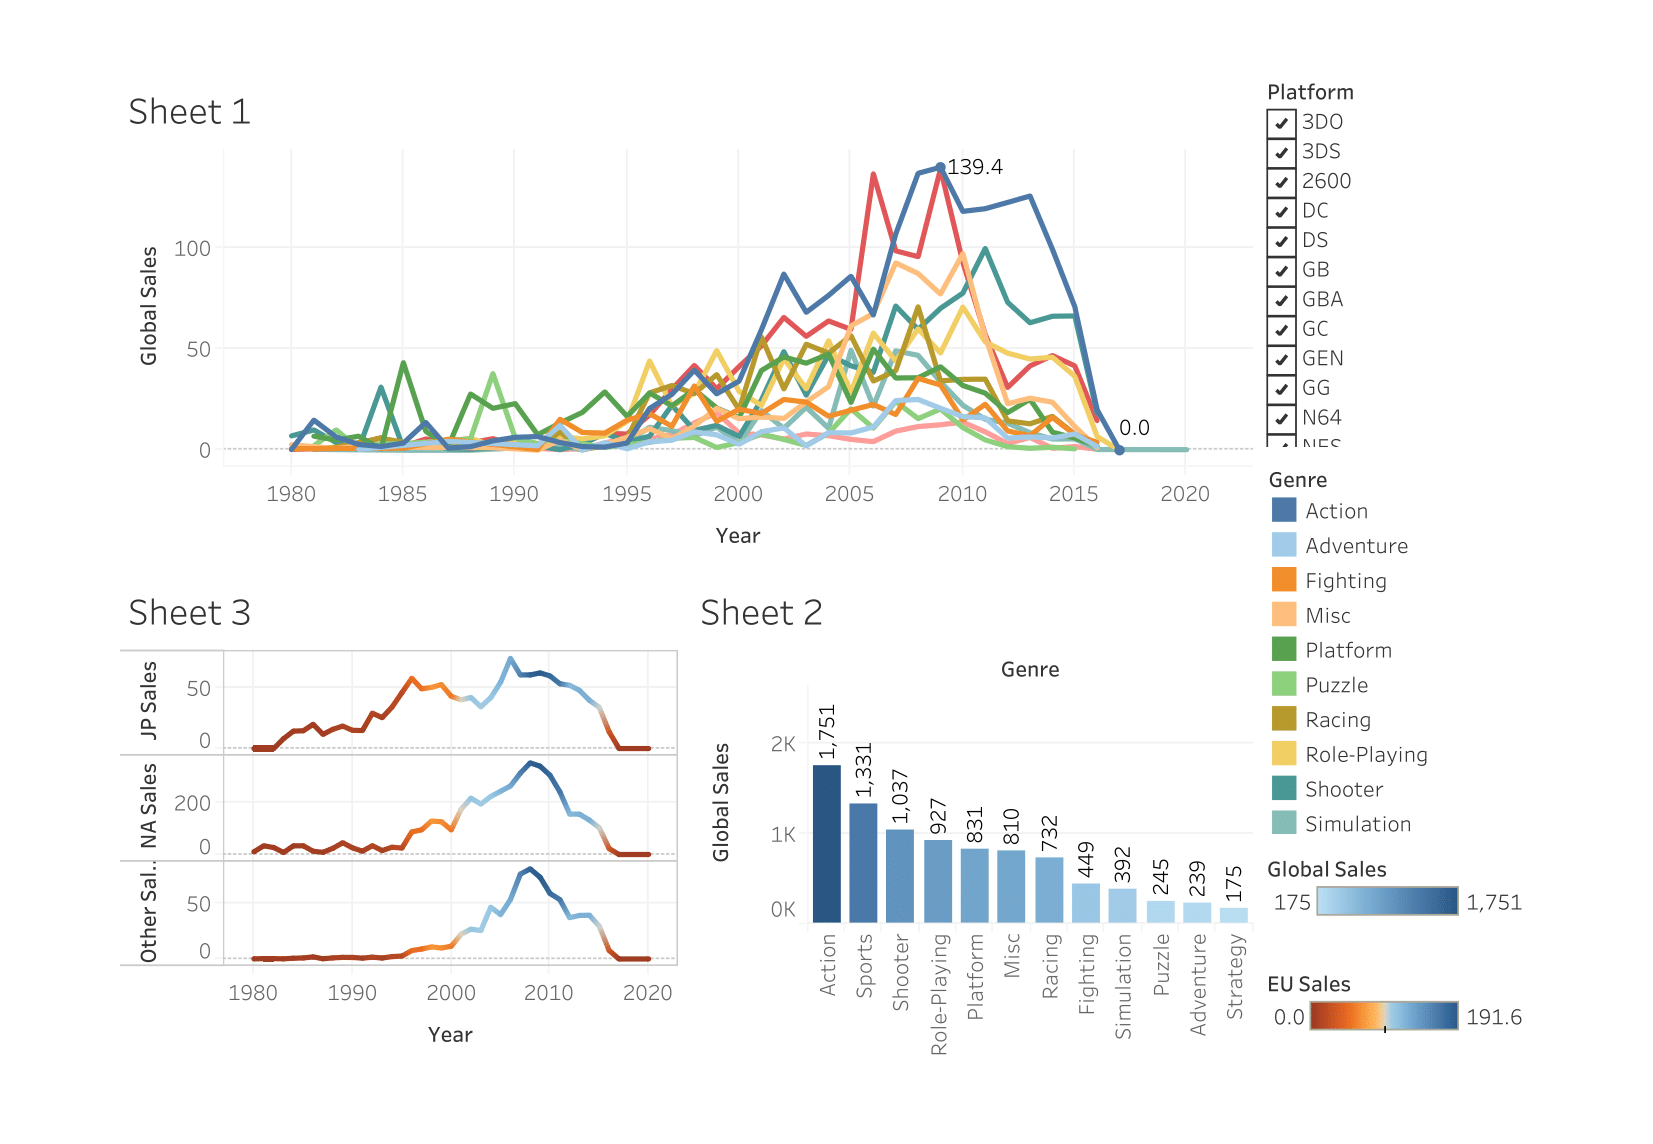 Sheet 1
Global Sales
100
50
0
139.4
0.0
1980 1985 1990 1995 2000 2005 2010 2015 2020
Year
Platform
3DO
3DS
2600
DC
DS
GB
GBA
GC
GEN
GG
N64
NES
Genre
Action
Adventure
Fighting
Misc
Platform
Puzzle
Racing
Role-Playing
Shooter
Simulation
Global Sales
175 1,751
EU Sales
0.0 191.6
Sheet 3
JP Sales
50
0
NA Sales
200
0
Other Sal..
50
0
1980 1990 2000 2010 2020
Year
Sheet 2
Genre
Global Sales
2K
1K
0K
1,751 1,331 1,037 927 831 810 732 449 392 245 239 175
Action Sports Shooter Role-Playing Platform Misc Racing Fighting Simulation Puzzle Adventure Strategy